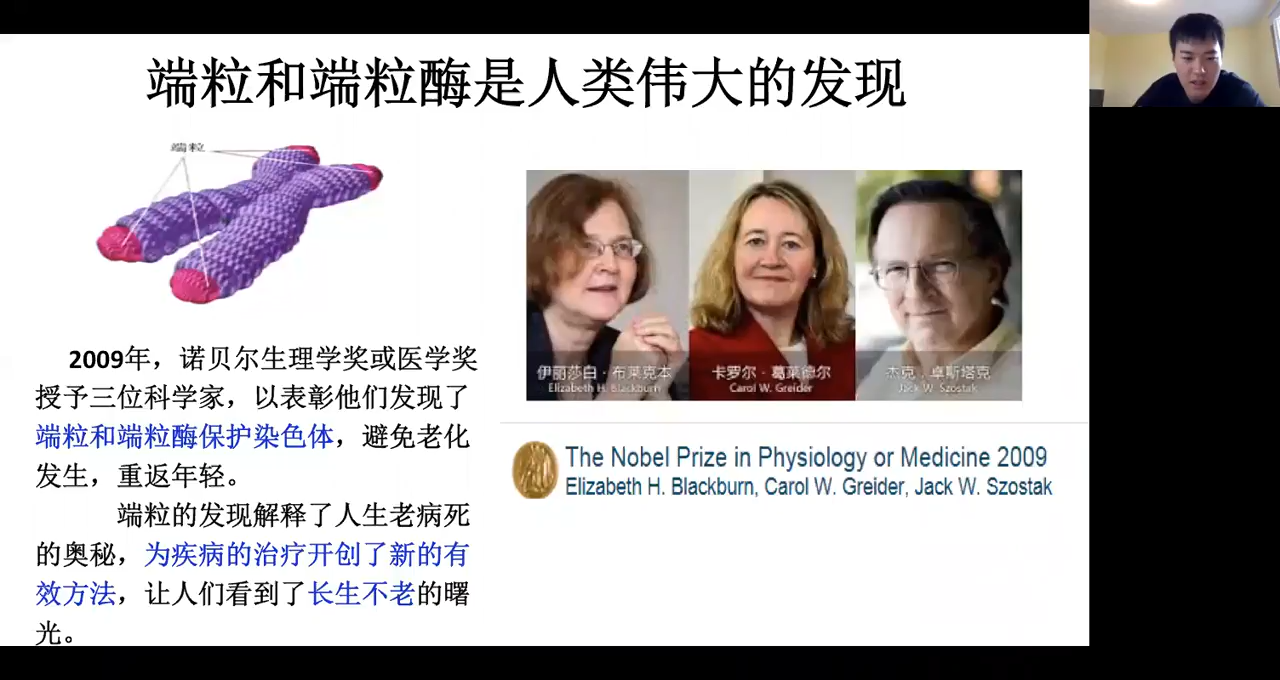 端粒和端粒酶是人类伟大的发现
端粒
2009年，诺贝尔生理学奖或医学奖
授予三位科学家，以表彰他们发现了
端粒和端粒酶保护染色体，避免老化
发生，重返年轻。
端粒的发现解释了人生老病死
的奥秘，为疾病的治疗开创了新的有
效方法，让人们看到了长生不老的曙
光。
伊丽莎白·布莱克本
Elizabeth H. Blackburn
卡罗尔·葛莱德尔
Carol W. Greider
杰克．卓斯塔克
Jack W. Szostak
The Nobel Prize in Physiology or Medicine 2009
Elizabeth H. Blackburn, Carol W. Greider, Jack W. Szostak